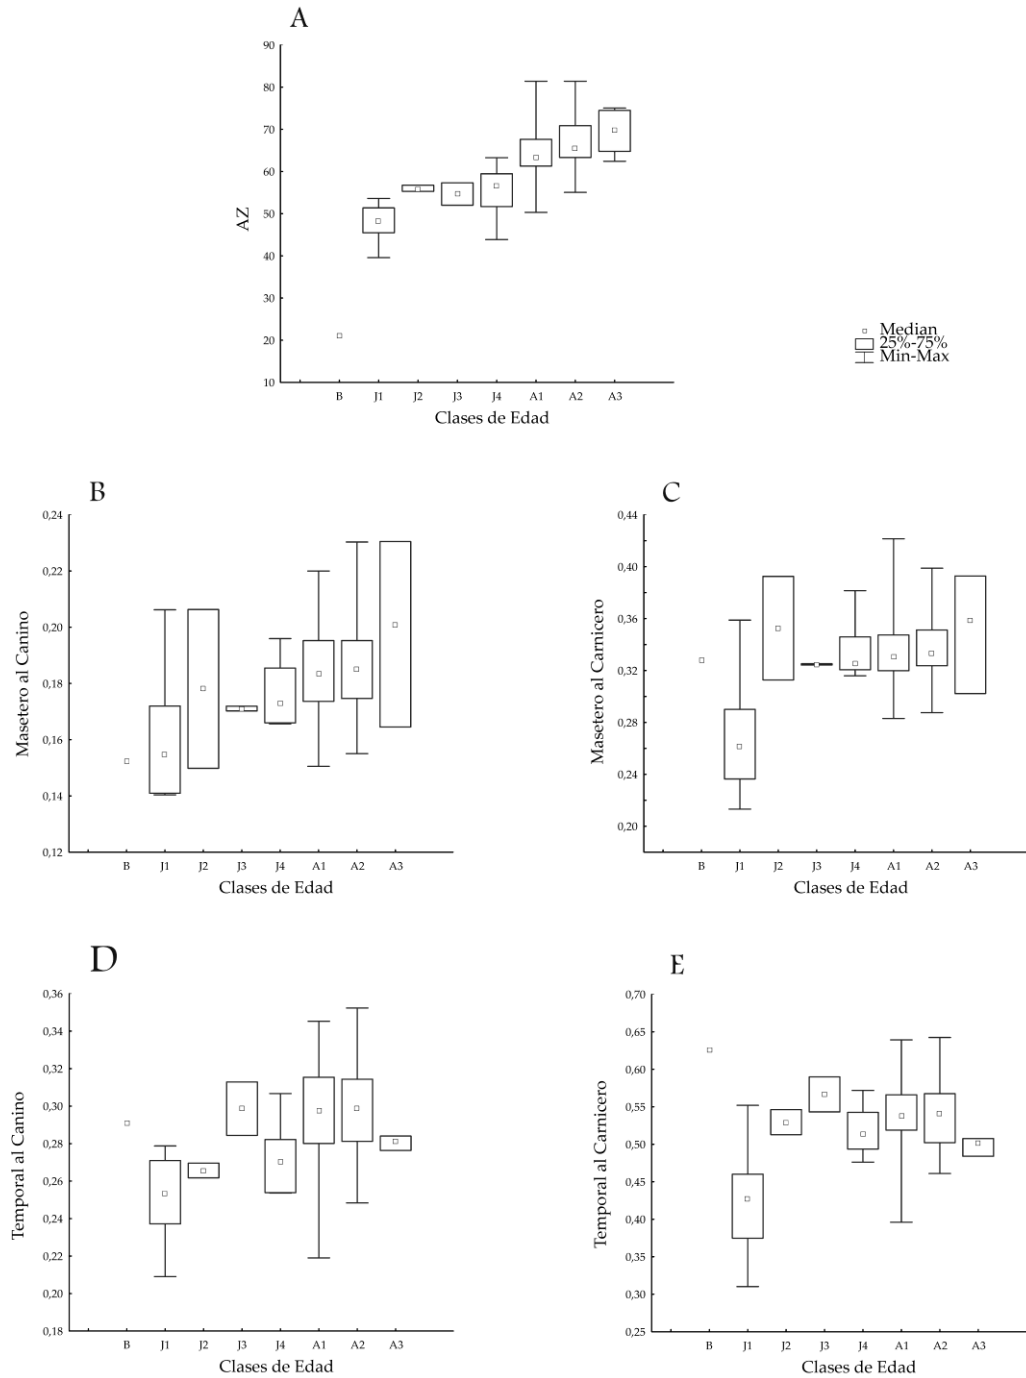 A
90
80
70
60
50
40
30
20
10
AZ
B J1 J2 J3 J4 A1 A2 A3
Clases de Edad
Median
25%-75%
Min-Max
B
0,24
0,22
0,20
0,18
0,16
0,14
0,12
Masetero al Canino
B J1 J2 J3 J4 A1 A2 A3
Clases de Edad
C
0,44
0,40
0,36
0,32
0,28
0,24
0,20
Masetero al Carnicero
B J1 J2 J3 J4 A1 A2 A3
Clases de Edad
D
0,36
0,34
0,32
0,30
0,28
0,26
0,24
0,22
0,20
0,18
Temporal al Canino
B J1 J2 J3 J4 A1 A2 A3
Clases de Edad
E
0,70
0,65
0,60
0,55
0,50
0,45
0,40
0,35
0,30
0,25
Temporal al Carnicero
B J1 J2 J3 J4 A1 A2 A3
Clases de Edad